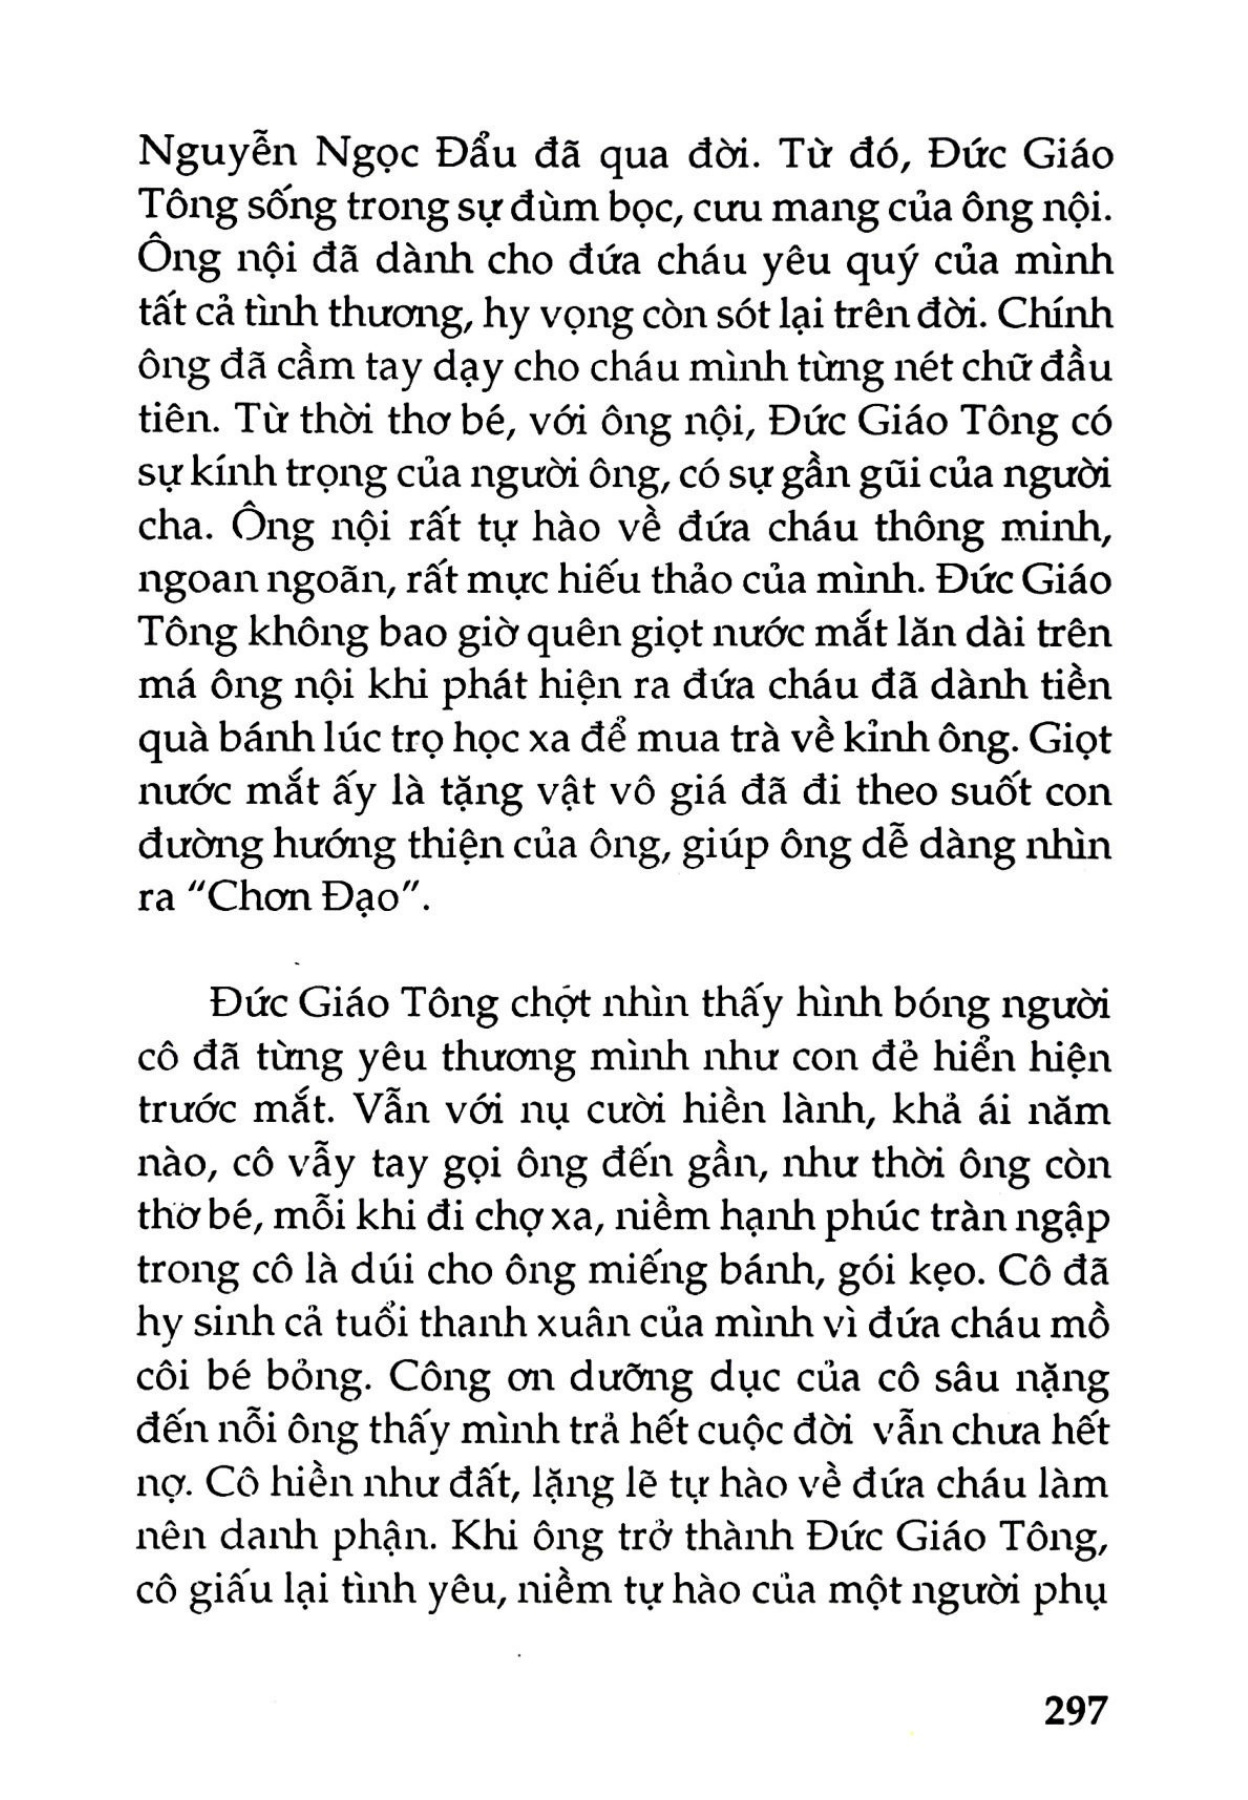 Nguyễn Ngọc Đẩu đã qua đời. Từ đó, Đức Giáo
Tông sống trong sự đùm bọc, cưu mang của ông nội.
Ông nội đã dành cho đứa cháu yêu quý của mình
tất cả tình thương, hy vọng còn sót lại trên đời. Chính
ông đã cầm tay dạy cho cháu mình từng nét chữ đầu
tiên. Từ thời thơ bé, với ông nội, Đức Giáo Tông có
sự kính trọng của người ông, có sự gần gũi của người
cha. Ông nội rất tự hào về đứa cháu thông minh,
ngoan ngoãn, rất mực hiếu thảo của mình. Đức Giáo
Tông không bao giờ quên giọt nước mắt lăn dài trên
má ông nội khi phát hiện ra đứa cháu đã dành tiền
quà bánh lúc trọ học xa để mua trà về kỉnh ông. Giọt
nước mắt ấy là tặng vật vô giá đã đi theo suốt con
đường hướng thiện của ông, giúp ông dễ dàng nhìn
ra "Chơn Đạo".
Đức Giáo Tông chợt nhìn thấy hình bóng người
cô đã từng yêu thương mình như con đẻ hiển hiện
trước mắt. Vẫn với nụ cười hiền lành, khả ái năm
nào, cô vẫy tay gọi ông đến gần, như thời ông còn
thơ bé, mỗi khi đi chợ xa, niềm hạnh phúc tràn ngập
trong cô là dúi cho ông miếng bánh, gói kẹo. Cô đã
hy sinh cả tuổi thanh xuân của mình vì đứa cháu mồ
côi bé bỏng. Công ơn dưỡng dục của cô sâu nặng
đến nỗi ông thấy mình trả hết cuộc đời vẫn chưa hết
nợ. Cô hiền như đất, lặng lẽ tự hào về đứa cháu làm
nên danh phận. Khi ông trở thành Đức Giáo Tông,
cô giấu lại tình yêu, niềm tự hào của một người phụ
297